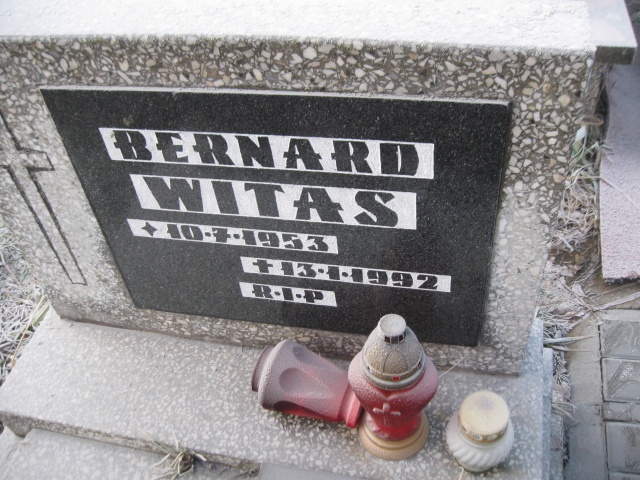 BERNARD
WITAS
✦ 10·7·1953
✝ 13·1·1992
R·I·P